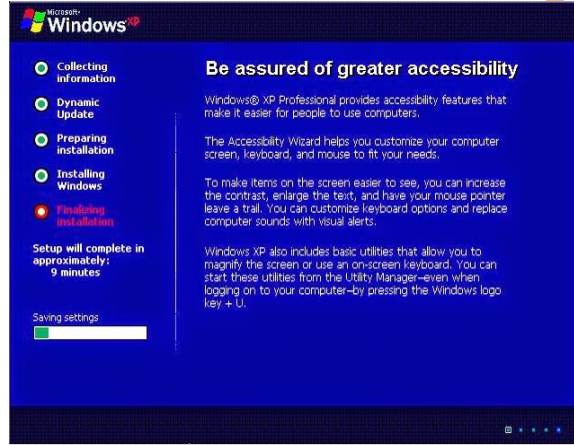 Microsoft®
Windows xp
Collecting
information
Dynamic
Update
Preparing
installation
Installing
Windows
Finalizing
installation
Setup will complete in
approximately:
9 minutes
Saving settings
Be assured of greater accessibility
Windows® XP Professional provides accessibility features that
make it easier for people to use computers.
The Accessibility Wizard helps you customize your computer
screen, keyboard, and mouse to fit your needs.
To make items on the screen easier to see, you can increase
the contrast, enlarge the text, and have your mouse pointer
leave a trail. You can customize keyboard options and replace
computer sounds with visual alerts.
Windows XP also includes basic utilities that allow you to
magnify the screen or use an on-screen keyboard. You can
start these utilities from the Utility Manager–even when
logging on to your computer–by pressing the Windows logo
key + U.